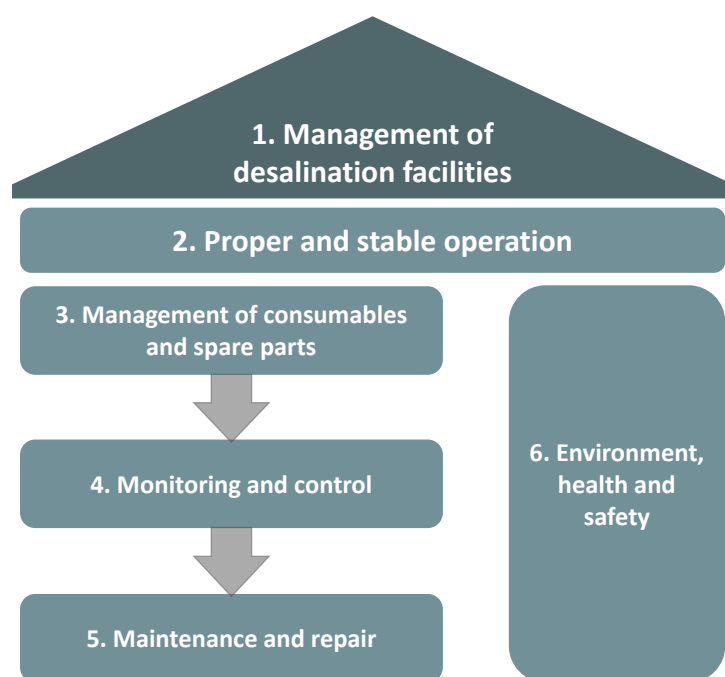 1. Management of
desalination facilities
2. Proper and stable operation
3. Management of consumables
and spare parts
4. Monitoring and control
5. Maintenance and repair
6. Environment,
health and
safety